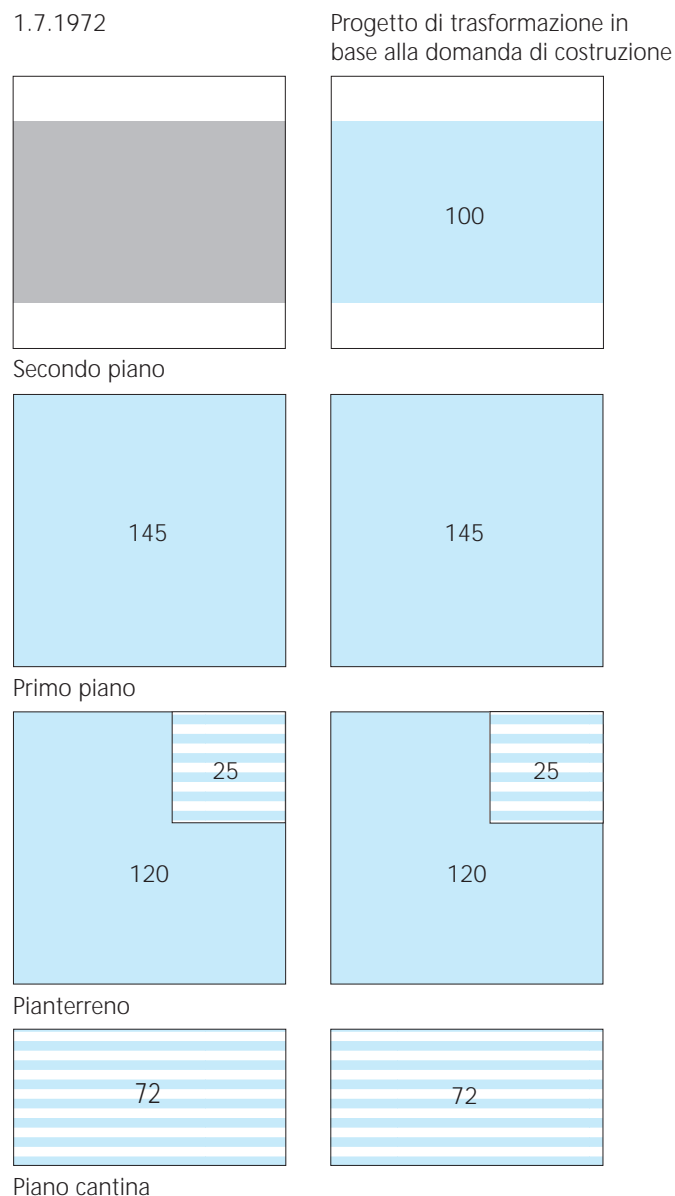 1.7.1972
Progetto di trasformazione in
base alla domanda di costruzione
100
Secondo piano
145
145
Primo piano
25
25
120
120
Pianterreno
72
72
Piano cantina